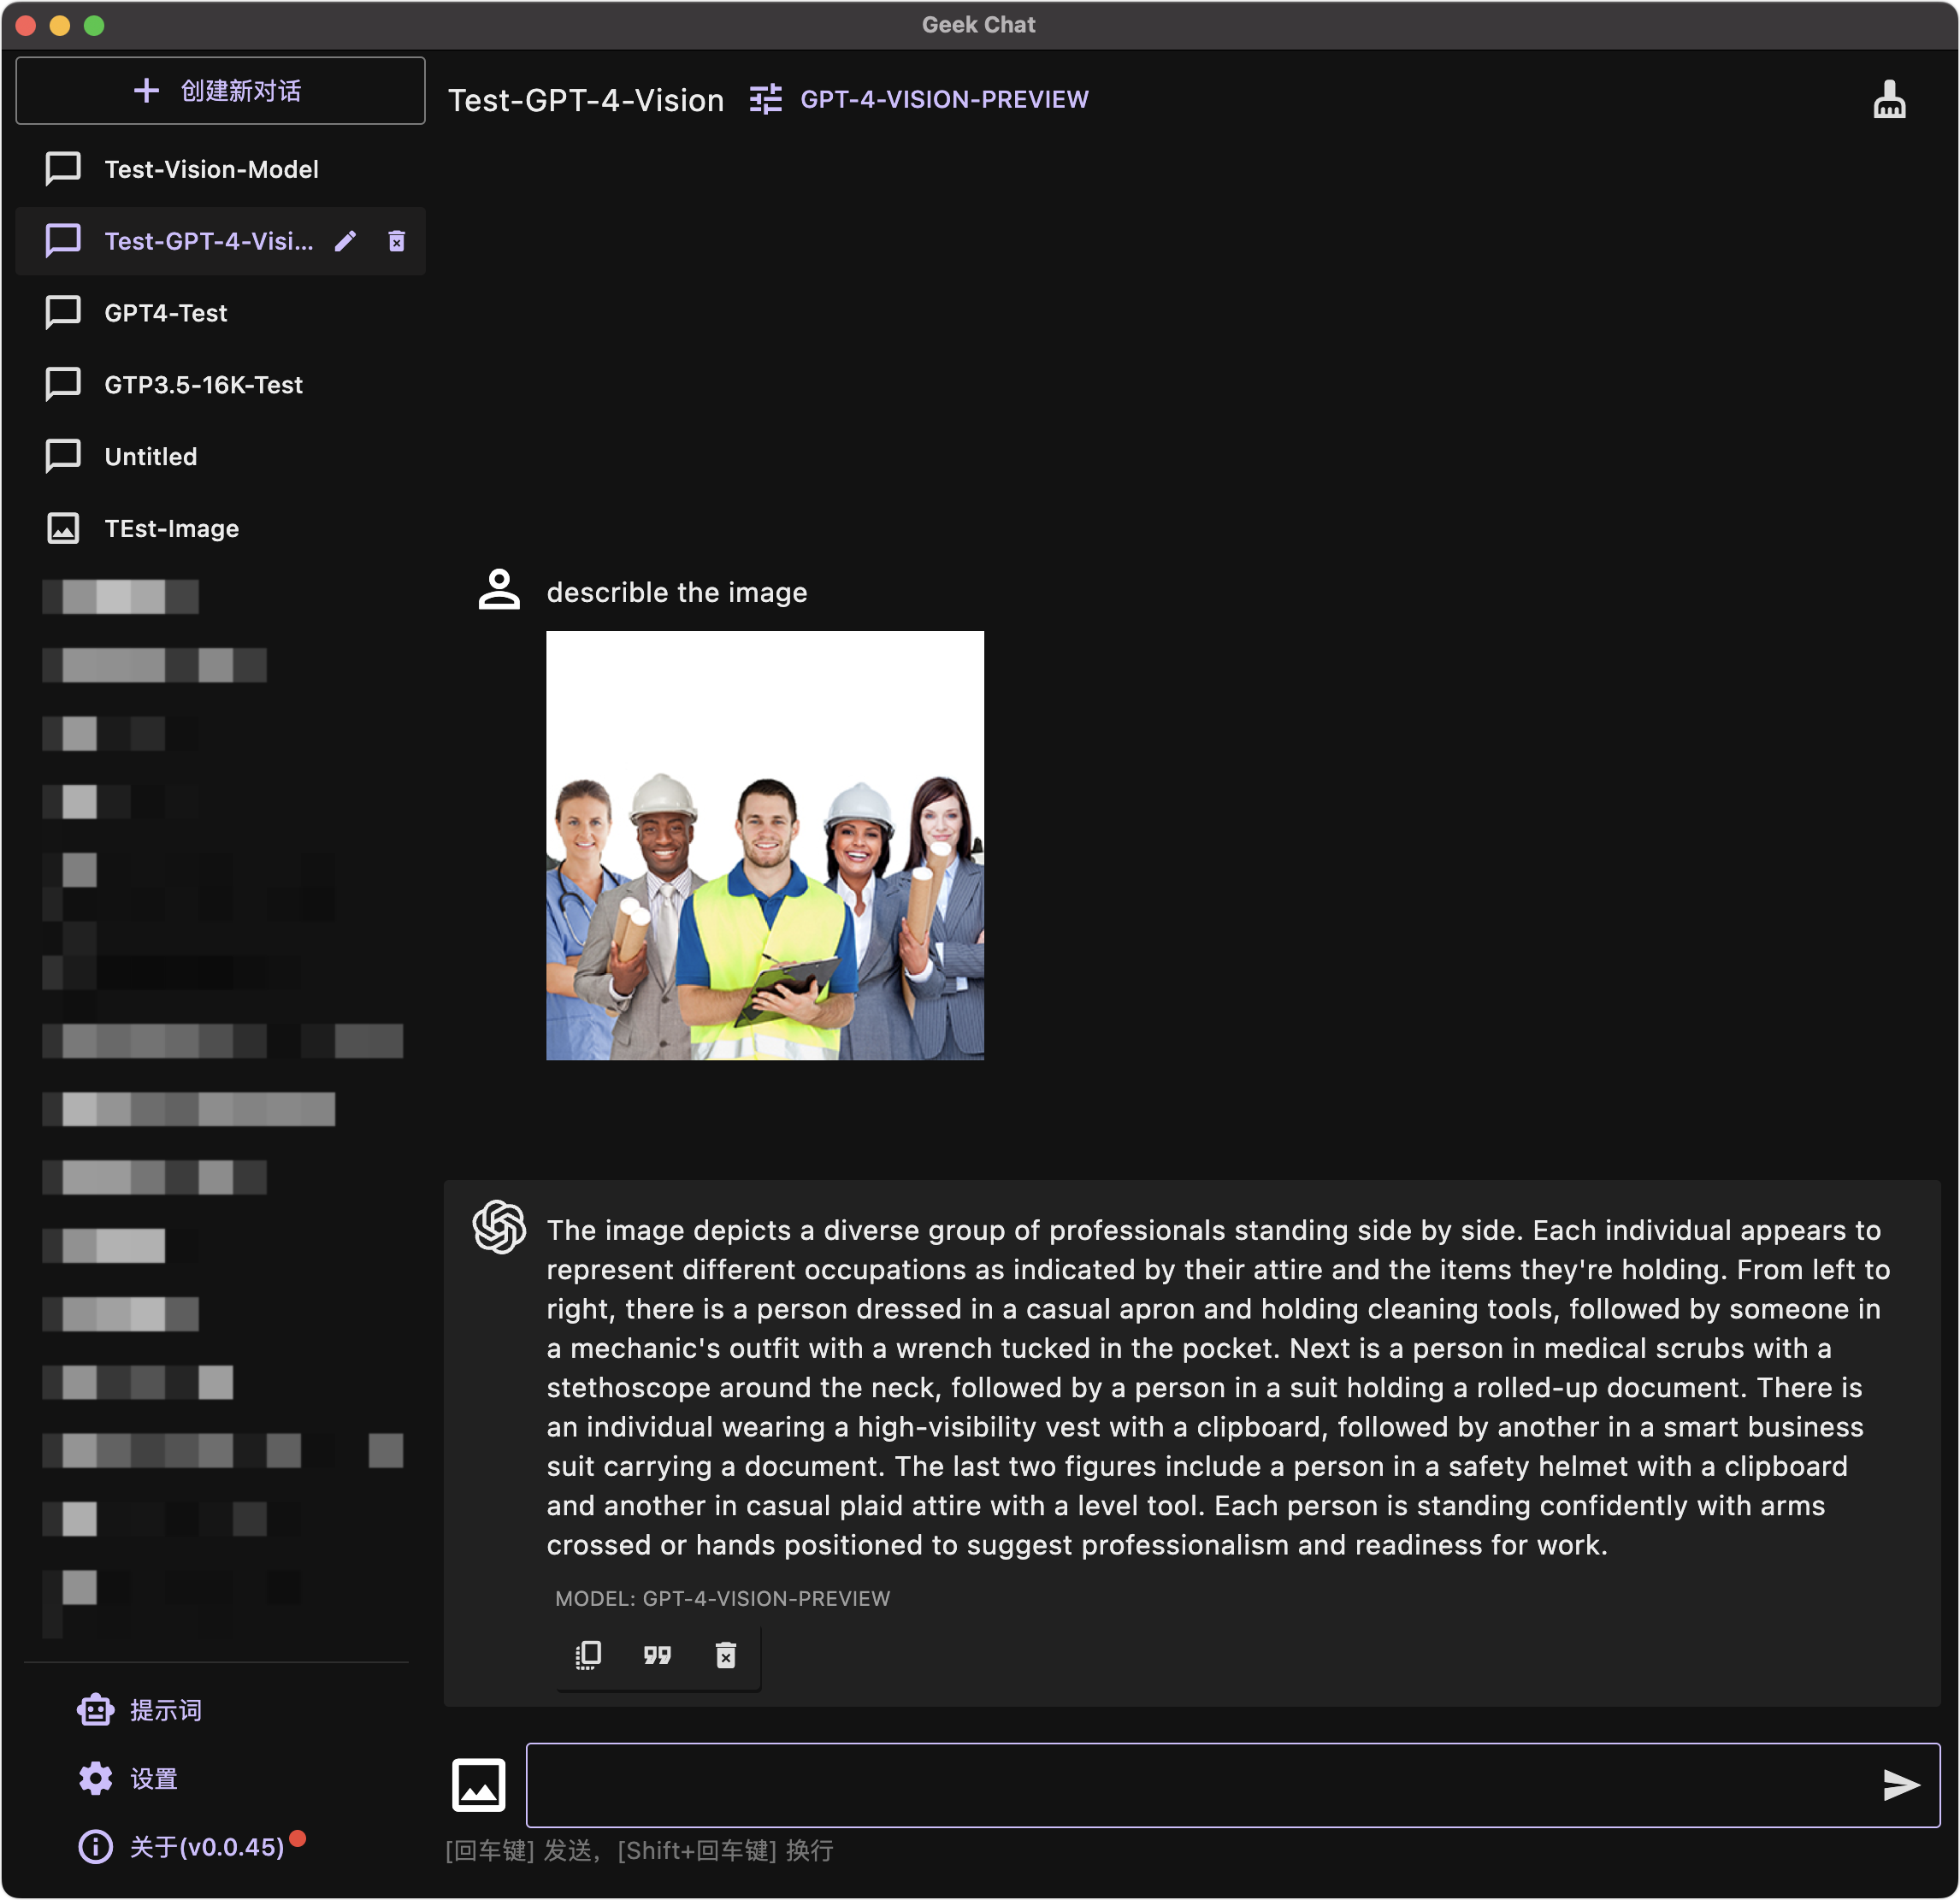 Geek Chat
创建新对话
Test-Vision-Model
Test-GPT-4-Visi...
GPT4-Test
GTP3.5-16K-Test
Untitled
TEst-Image
提示词
设置
关于(v0.0.45)
Test-GPT-4-Vision GPT-4-VISION-PREVIEW
describle the image
The image depicts a diverse group of professionals standing side by side. Each individual appears to
represent different occupations as indicated by their attire and the items they're holding. From left to
right, there is a person dressed in a casual apron and holding cleaning tools, followed by someone in
a mechanic's outfit with a wrench tucked in the pocket. Next is a person in medical scrubs with a
stethoscope around the neck, followed by a person in a suit holding a rolled-up document. There is
an individual wearing a high-visibility vest with a clipboard, followed by another in a smart business
suit carrying a document. The last two figures include a person in a safety helmet with a clipboard
and another in casual plaid attire with a level tool. Each person is standing confidently with arms
crossed or hands positioned to suggest professionalism and readiness for work.
MODEL: GPT-4-VISION-PREVIEW
[回车键] 发送，[Shift+回车键] 换行